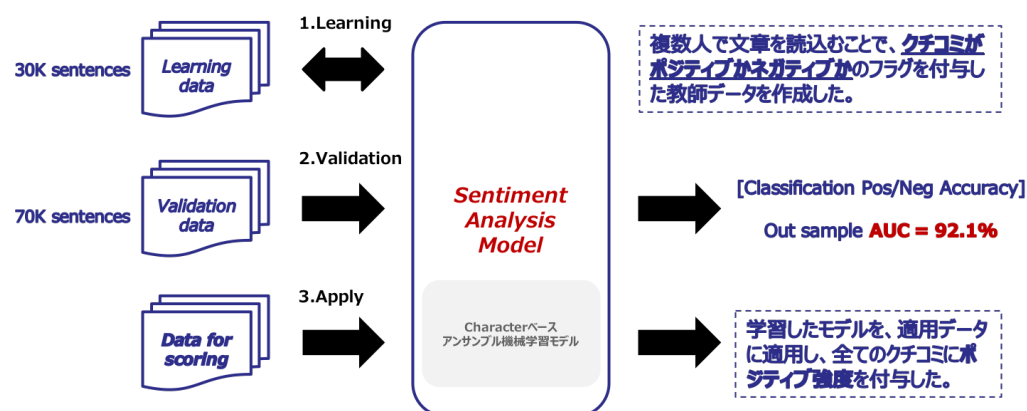 1.Learning
30K sentences
Learning
data
複数人で文章を読込むことで、クチコミが
ポジティブかネガティブかのフラグを付与し
た教師データを作成した。
2.Validation
70K sentences
Validation
data
Sentiment
Analysis
Model
[Classification Pos/Neg Accuracy]
Out sample AUC = 92.1%
3.Apply
Data for
scoring
Characterベース
アンサンブル機械学習モデル
学習したモデルを、適用データ
に適用し、全てのクチコミにポ
ジティブ強度を付与した。